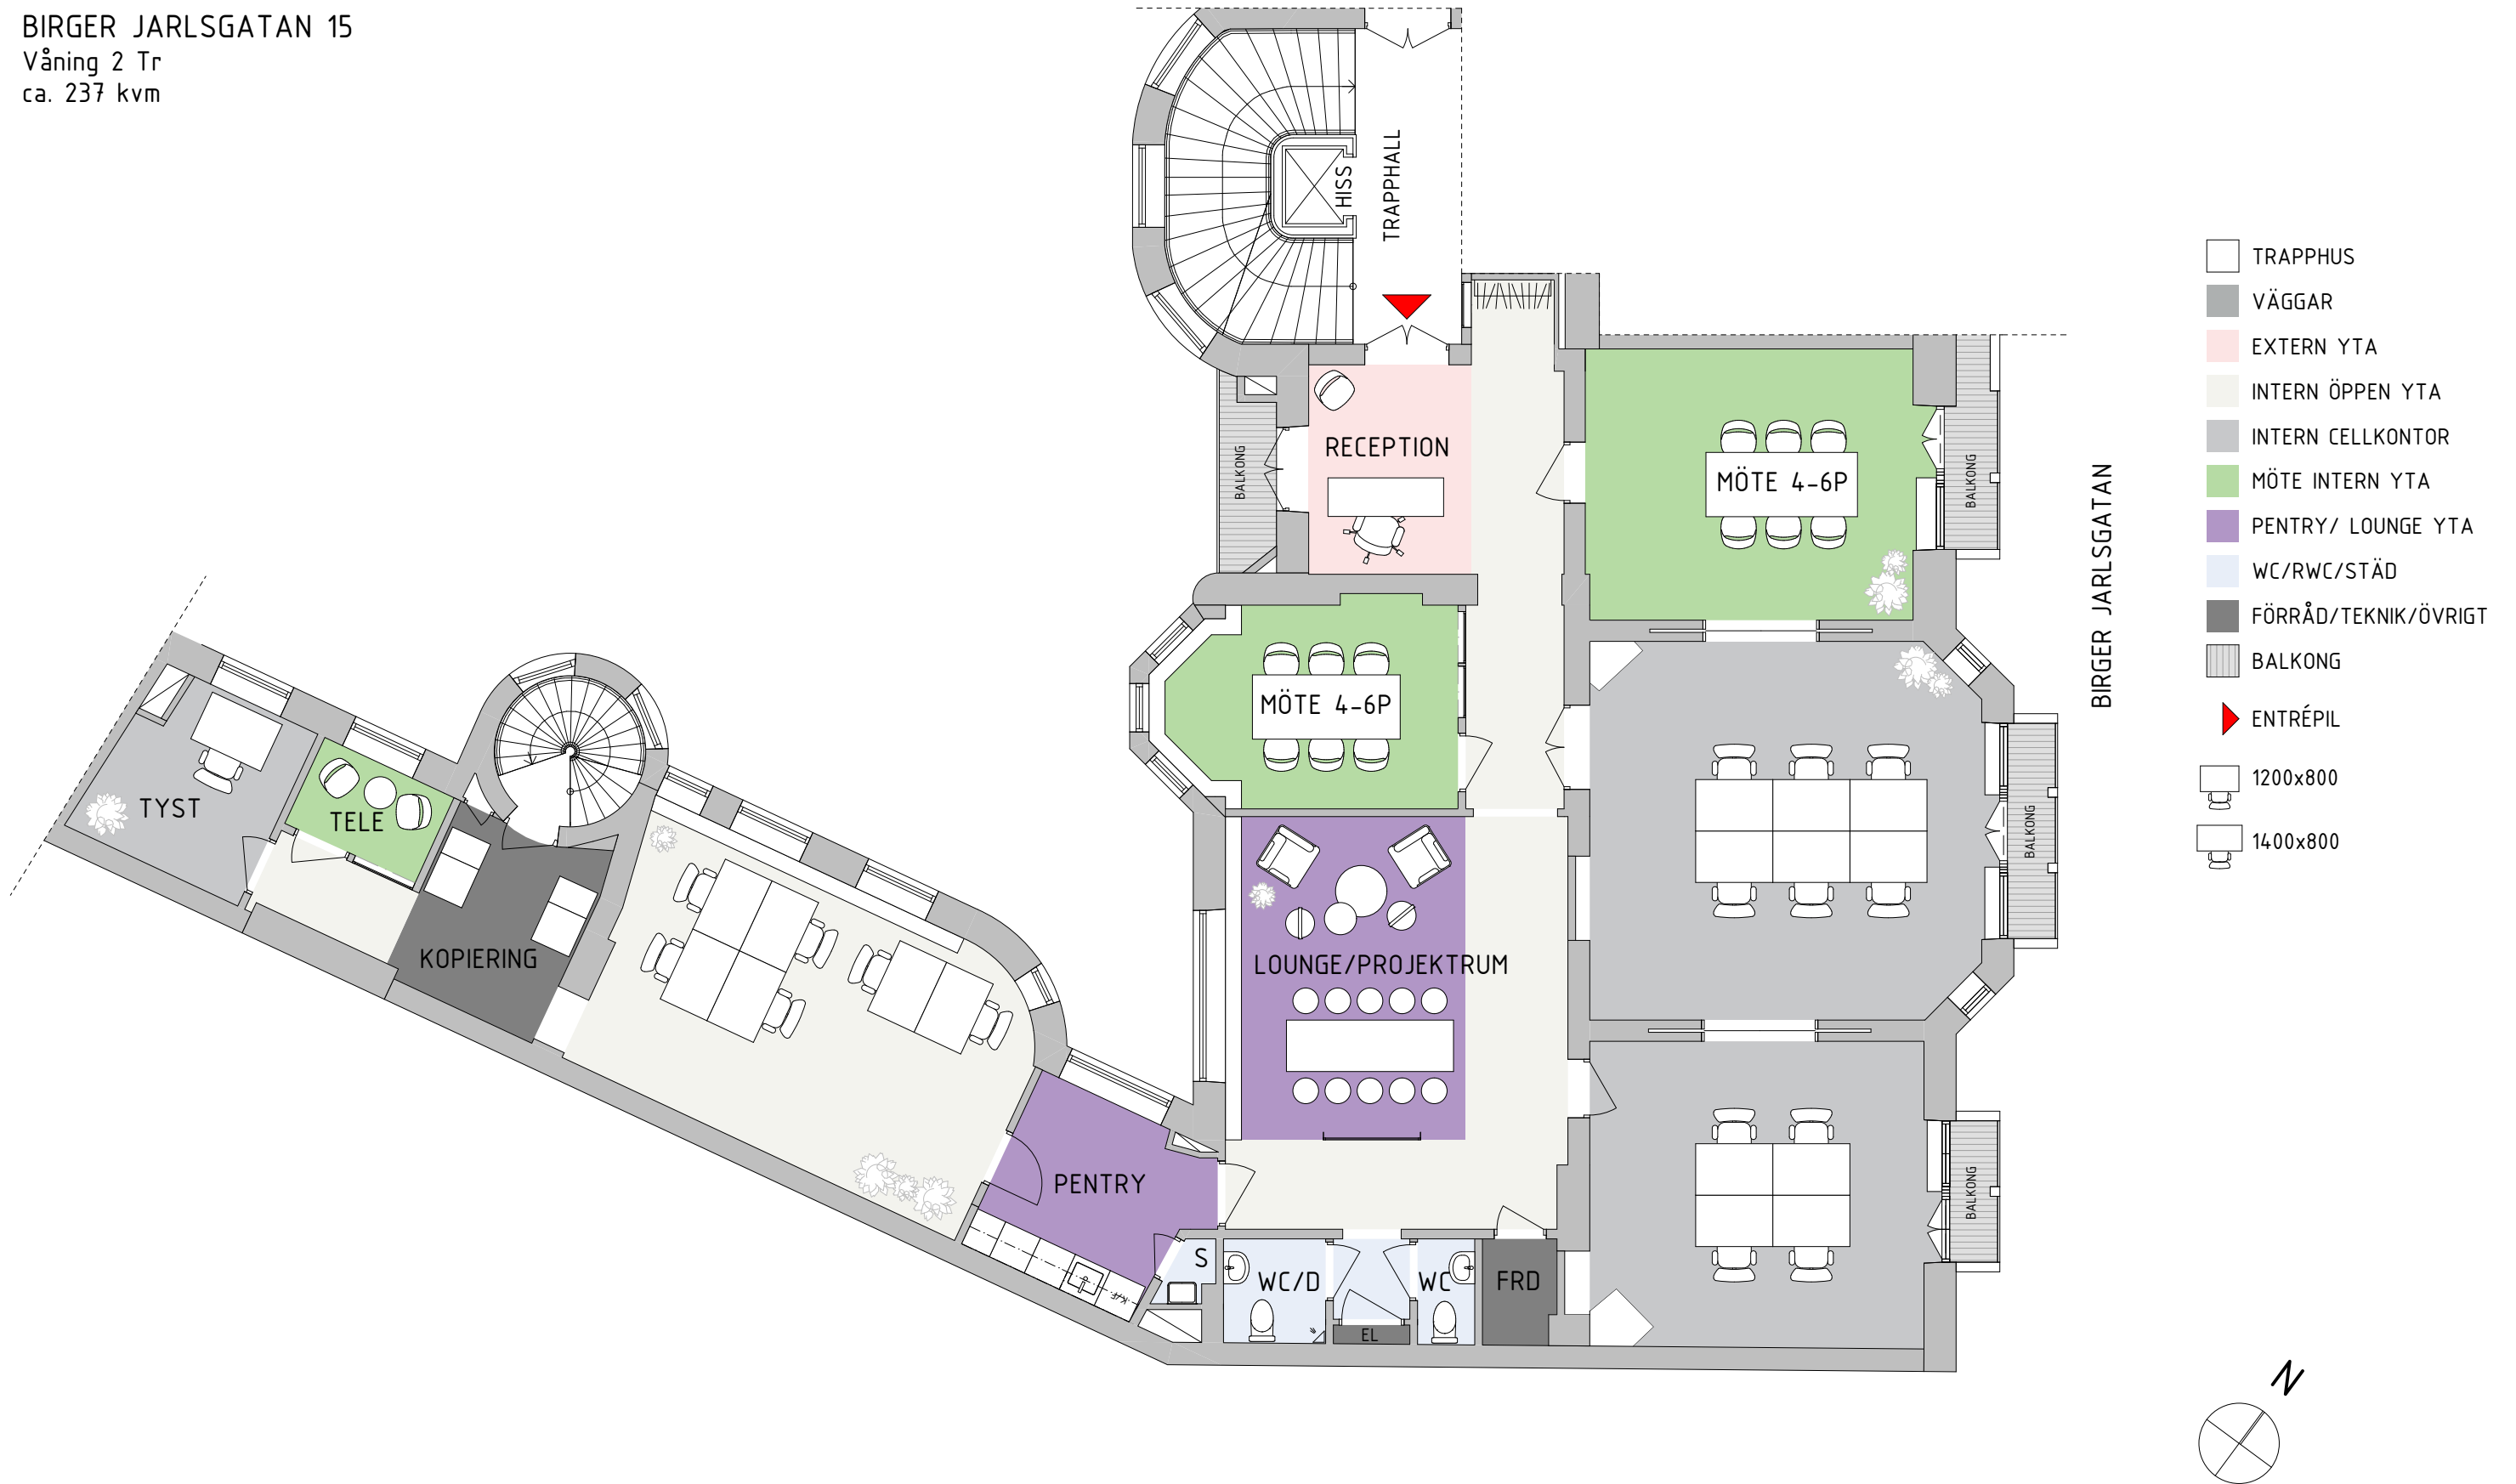 BIRGER JARLSGATAN 15
Våning 2 Tr
ca. 237 kvm
HISS
TRAPPHALL
RECEPTION
BALKONG
MÖTE 4-6P
BALKONG
BIRGER JARLSGATAN
MÖTE 4-6P
TYST
TELE
KOPIERING
LOUNGE/PROJEKTRUM
BALKONG
PENTRY
K/F
S
WC/D
WC
FRD
EL
BALKONG
TRAPPHUS
VÄGGAR
EXTERN YTA
INTERN ÖPPEN YTA
INTERN CELLKONTOR
MÖTE INTERN YTA
PENTRY/ LOUNGE YTA
WC/RWC/STÄD
FÖRRÅD/TEKNIK/ÖVRIGT
BALKONG
ENTRÉPIL
1200x800
1400x800
N